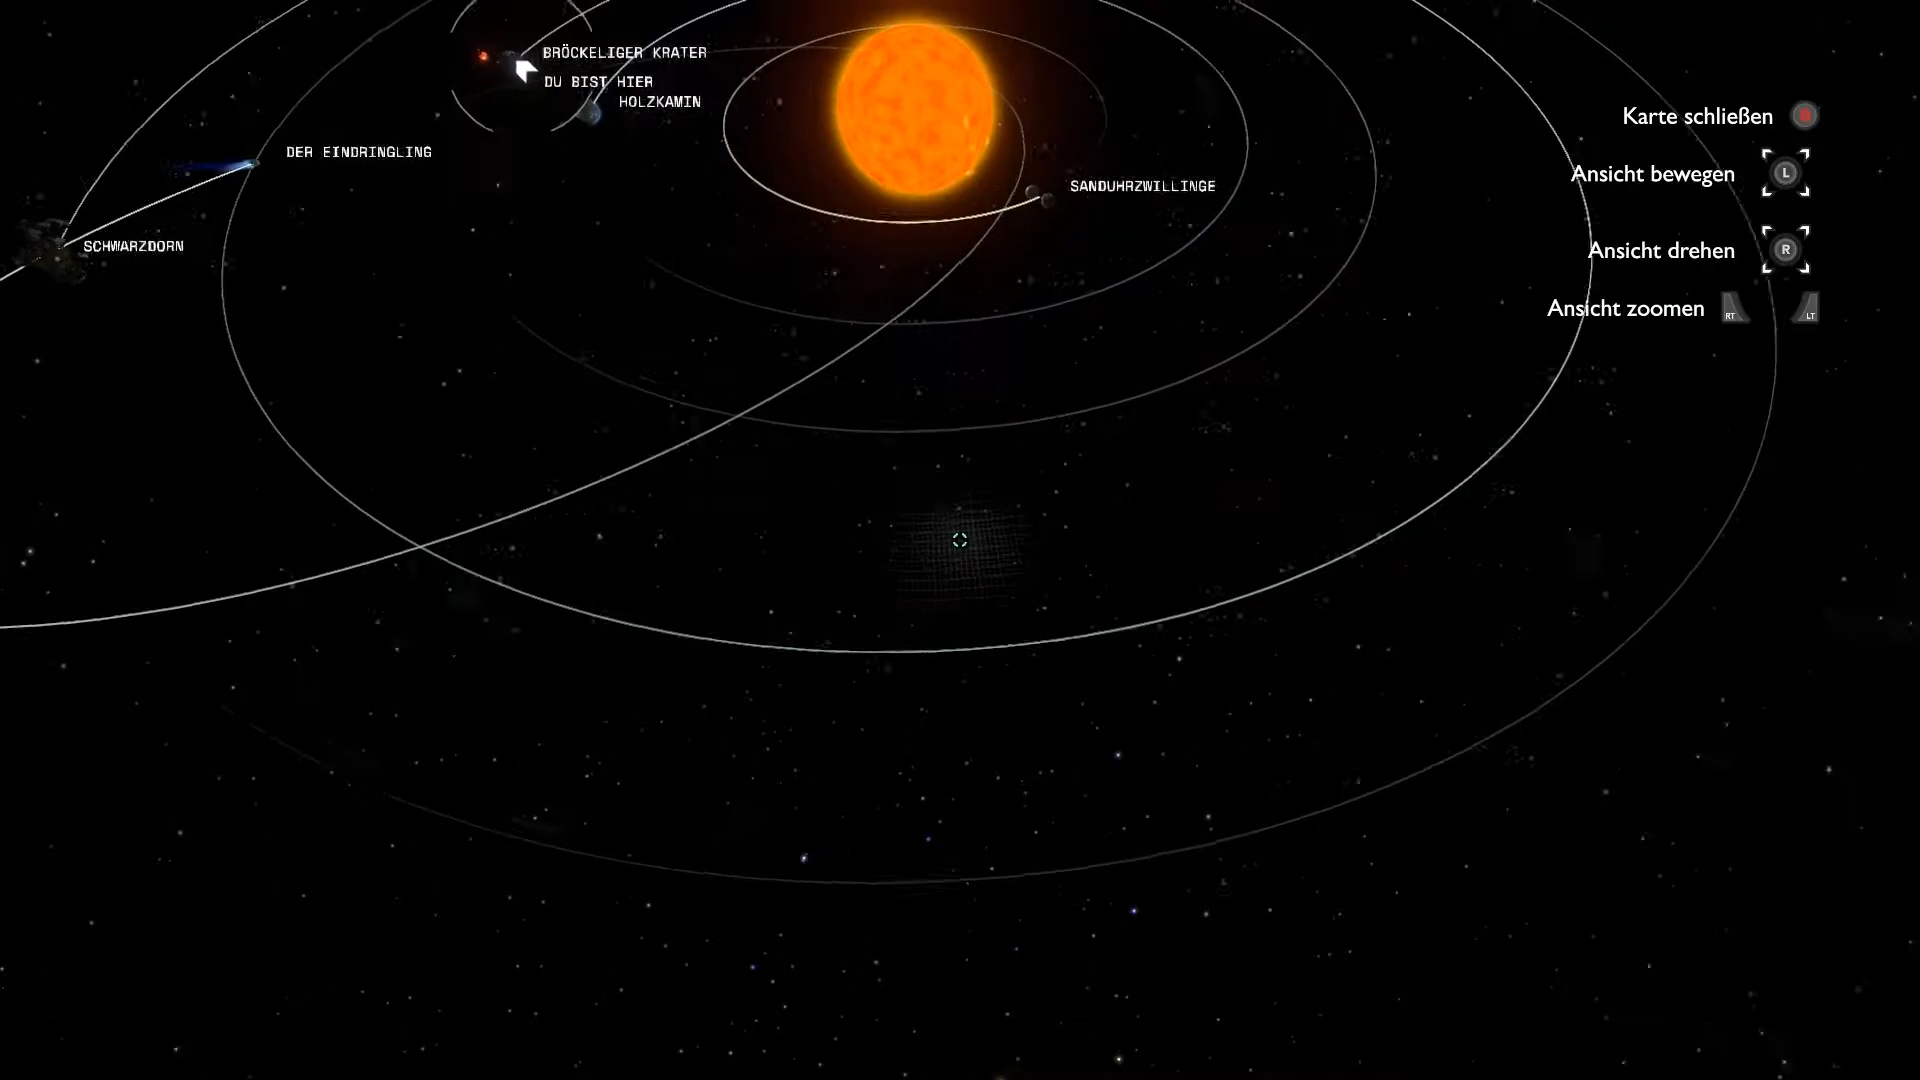 BRÖCKELIGER KRATER
DU BIST HIER
HOLZKAMIN
DER EINDRINGLING
SCHWARZDORN
SANDUHRZWILLINGE
Karte schließen
Ansicht bewegen L
Ansicht drehen R
Ansicht zoomen RT LT